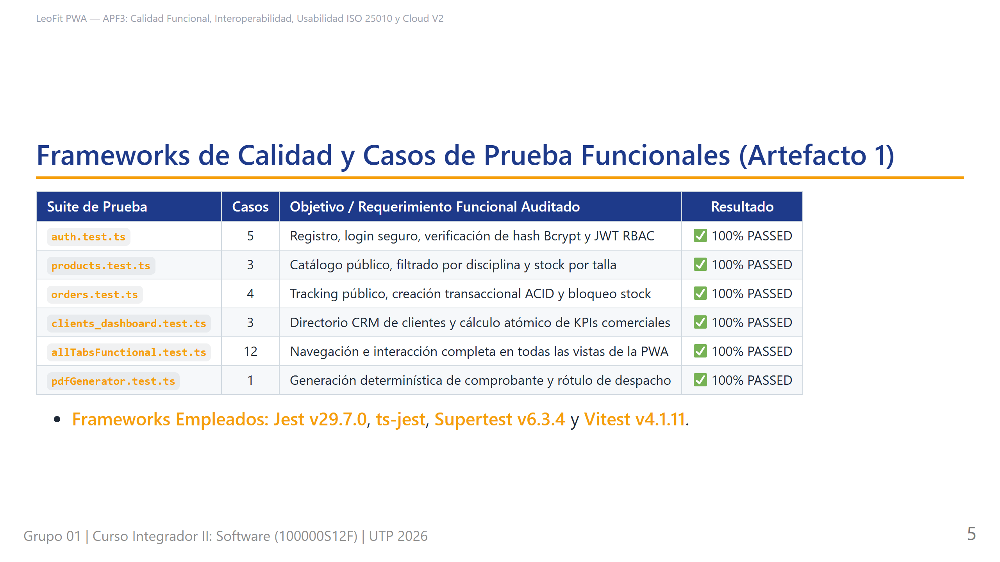 LeoFit PWA — APF3: Calidad Funcional, Interoperabilidad, Usabilidad ISO 25010 y Cloud V2
Frameworks de Calidad y Casos de Prueba Funcionales (Artefacto 1)
Suite de Prueba Casos Objetivo / Requerimiento Funcional Auditado Resultado
auth.test.ts 5 Registro, login seguro, verificación de hash Bcrypt y JWT RBAC ✅ 100% PASSED
products.test.ts 3 Catálogo público, filtrado por disciplina y stock por talla ✅ 100% PASSED
orders.test.ts 4 Tracking público, creación transaccional ACID y bloqueo stock ✅ 100% PASSED
clients_dashboard.test.ts 3 Directorio CRM de clientes y cálculo atómico de KPIs comerciales ✅ 100% PASSED
allTabsFunctional.test.ts 12 Navegación e interacción completa en todas las vistas de la PWA ✅ 100% PASSED
pdfGenerator.test.ts 1 Generación determinística de comprobante y rótulo de despacho ✅ 100% PASSED
• Frameworks Empleados: Jest v29.7.0, ts-jest, Supertest v6.3.4 y Vitest v4.1.11.
Grupo 01 | Curso Integrador II: Software (100000S12F) | UTP 2026
5